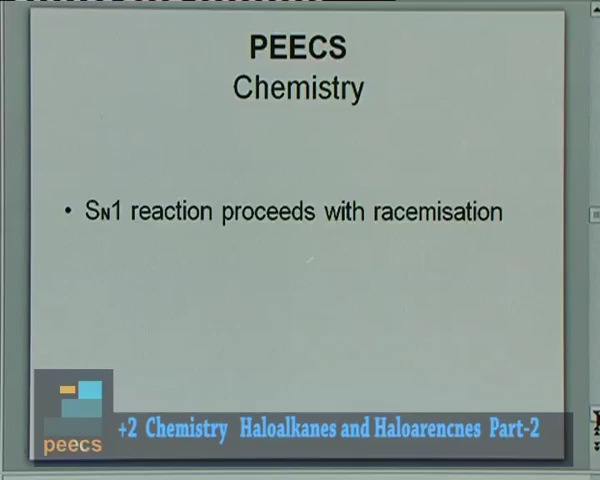 PEECS
Chemistry
• SN1 reaction proceeds with racemisation
peecs
+2 Chemistry Haloalkanes and Haloarencnes Part-2